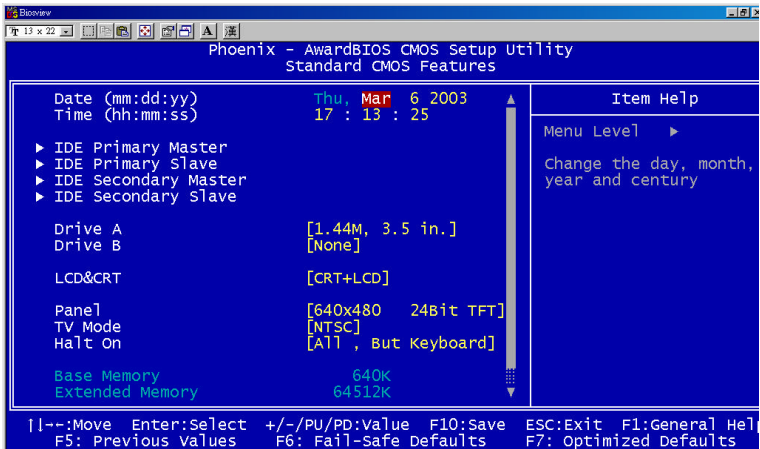 Biosview
Tr 13 x 22 A 漢
Phoenix - AwardBIOS CMOS Setup Utility
Standard CMOS Features
Date (mm:dd:yy) Thu, Mar 6 2003
Time (hh:mm:ss) 17 : 13 : 25
IDE Primary Master
IDE Primary Slave
IDE Secondary Master
IDE Secondary Slave
Drive A [1.44M, 3.5 in.]
Drive B [None]
LCD&CRT [CRT+LCD]
Panel [640x480 24Bit TFT]
TV Mode [NTSC]
Halt On [All , But Keyboard]
Base Memory 640K
Extended Memory 64512K
Item Help
Menu Level ▶
Change the day, month,
year and century
↑↓→←:Move Enter:Select +/-/PU/PD:Value F10:Save ESC:Exit F1:General Help
F5: Previous Values F6: Fail-Safe Defaults F7: Optimized Defaults